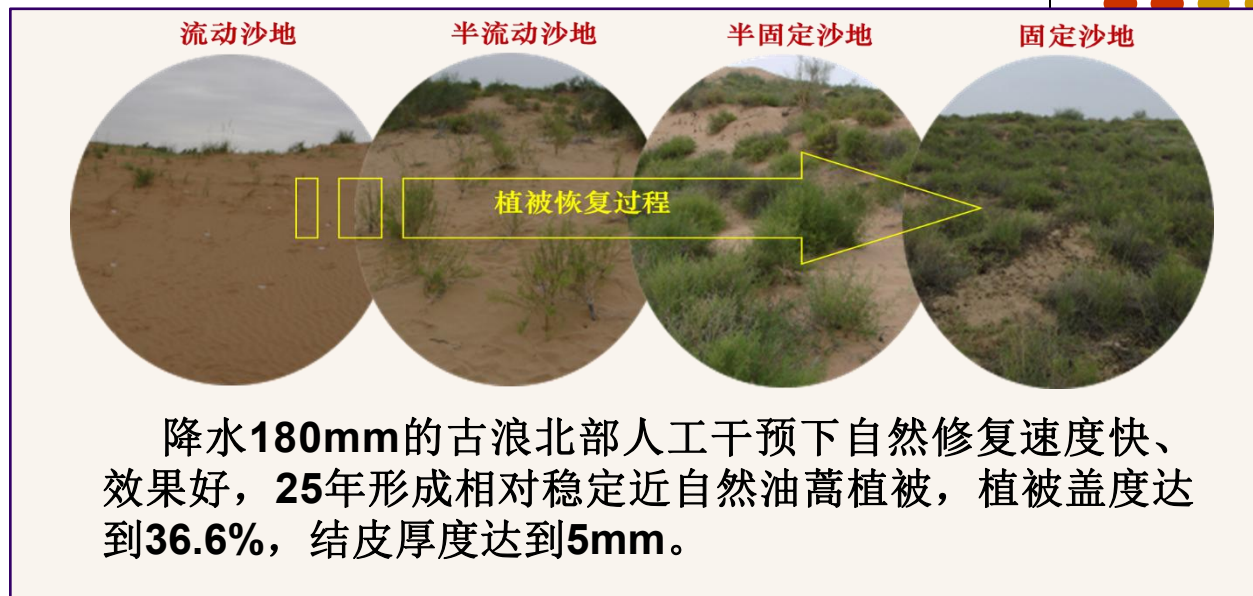 流动沙地 半流动沙地 半固定沙地 固定沙地
植被恢复过程
降水180mm的古浪北部人工干预下自然修复速度快、
效果好，25年形成相对稳定近自然油蒿植被，植被盖度达
到36.6%，结皮厚度达到5mm。